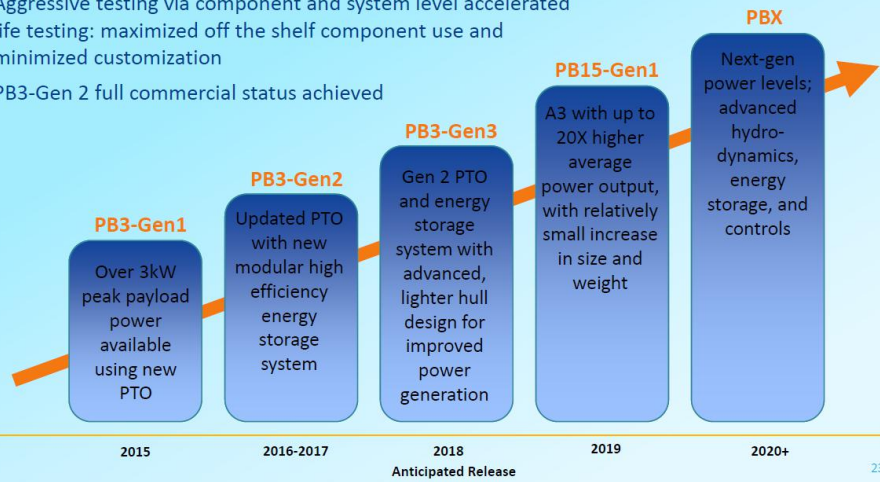 Aggressive testing via component and system level accelerated
life testing: maximized off the shelf component use and
minimized customization
PB3-Gen 2 full commercial status achieved
PB3-Gen1
Over 3kW
peak payload
power
available
using new
PTO
PB3-Gen2
Updated PTO
with new
modular high
efficiency
energy
storage
system
PB3-Gen3
Gen 2 PTO
and energy
storage
system with
advanced,
lighter hull
design for
improved
power
generation
PB15-Gen1
A3 with up to
20X higher
average
power output,
with relatively
small increase
in size and
weight
PBX
Next-gen
power levels;
advanced
hydro-
dynamics,
energy
storage, and
controls
2015
2016-2017
2018
2019
2020+
Anticipated Release
23